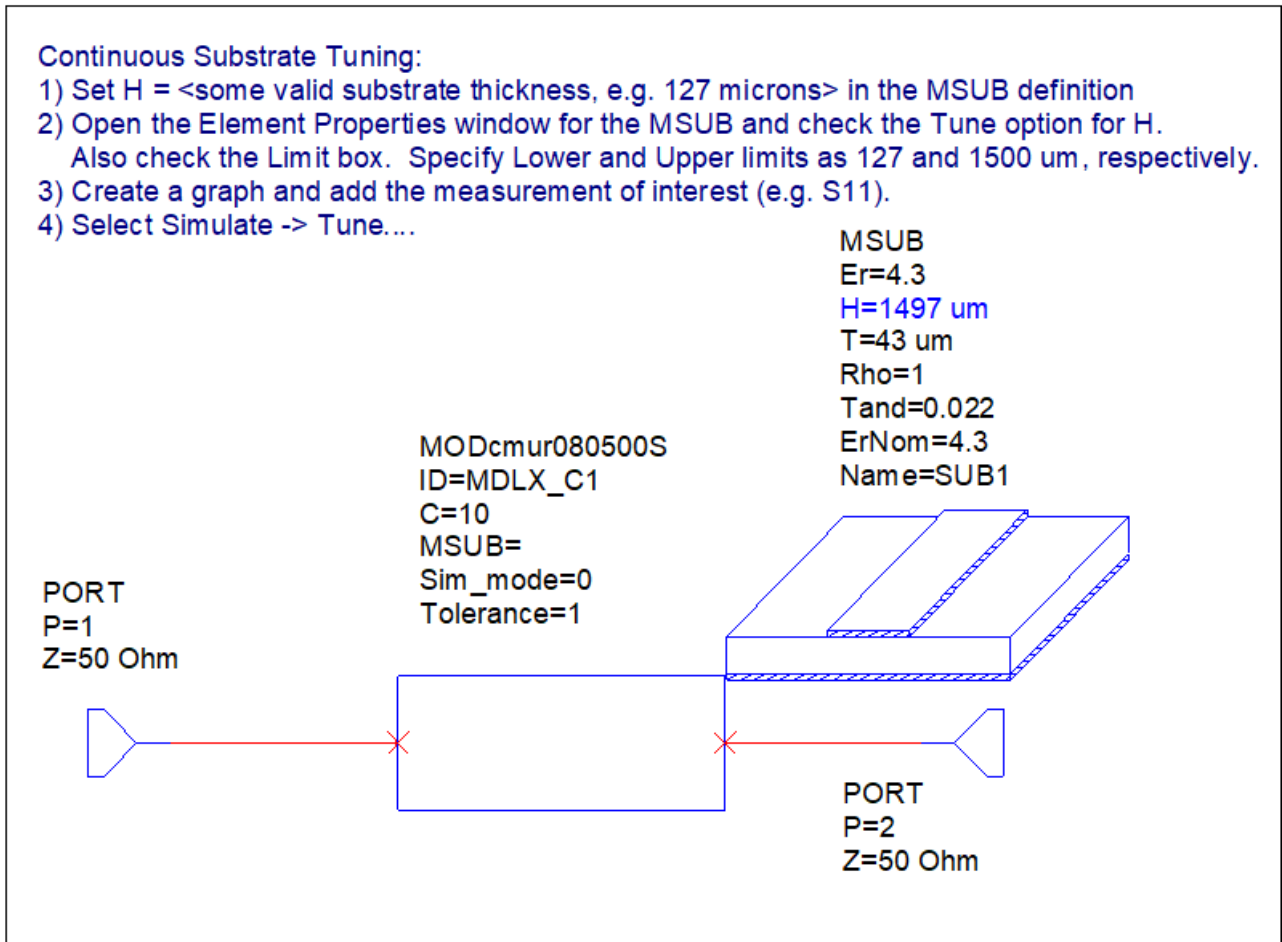 Continuous Substrate Tuning:
1) Set H = <some valid substrate thickness, e.g. 127 microns> in the MSUB definition
2) Open the Element Properties window for the MSUB and check the Tune option for H.
Also check the Limit box.  Specify Lower and Upper limits as 127 and 1500 um, respectively.
3) Create a graph and add the measurement of interest (e.g. S11).
4) Select Simulate -> Tune....
MSUB
Er=4.3
H=1497 um
T=43 um
Rho=1
Tand=0.022
ErNom=4.3
Name=SUB1
MODcmur080500S
ID=MDLX_C1
C=10
MSUB=
Sim_mode=0
Tolerance=1
PORT
P=1
Z=50 Ohm
PORT
P=2
Z=50 Ohm